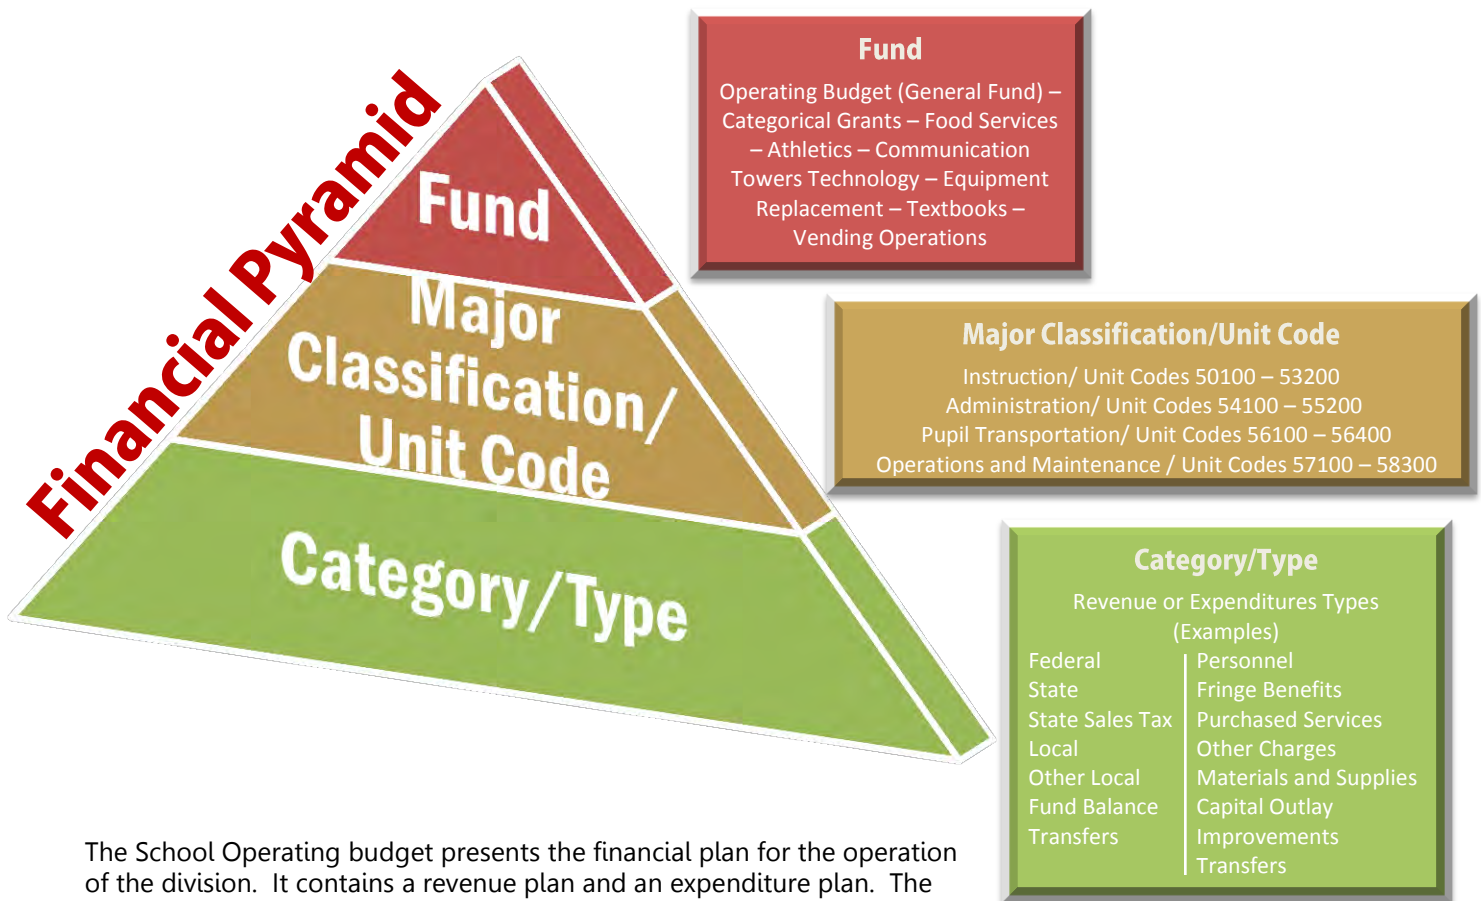 Financial Pyramid
Fund
Major
Classification/
Unit Code
Category/Type
Fund
Operating Budget (General Fund) –
Categorical Grants – Food Services
– Athletics – Communication
Towers Technology – Equipment
Replacement – Textbooks –
Vending Operations
Major Classification/Unit Code
Instruction/ Unit Codes 50100 – 53200
Administration/ Unit Codes 54100 – 55200
Pupil Transportation/ Unit Codes 56100 – 56400
Operations and Maintenance / Unit Codes 57100 – 58300
Category/Type
Revenue or Expenditures Types
(Examples)
Federal
State
State Sales Tax
Local
Other Local
Fund Balance
Transfers
Personnel
Fringe Benefits
Purchased Services
Other Charges
Materials and Supplies
Capital Outlay
Improvements
Transfers
The School Operating budget presents the financial plan for the operation
of the division.  It contains a revenue plan and an expenditure plan.  The